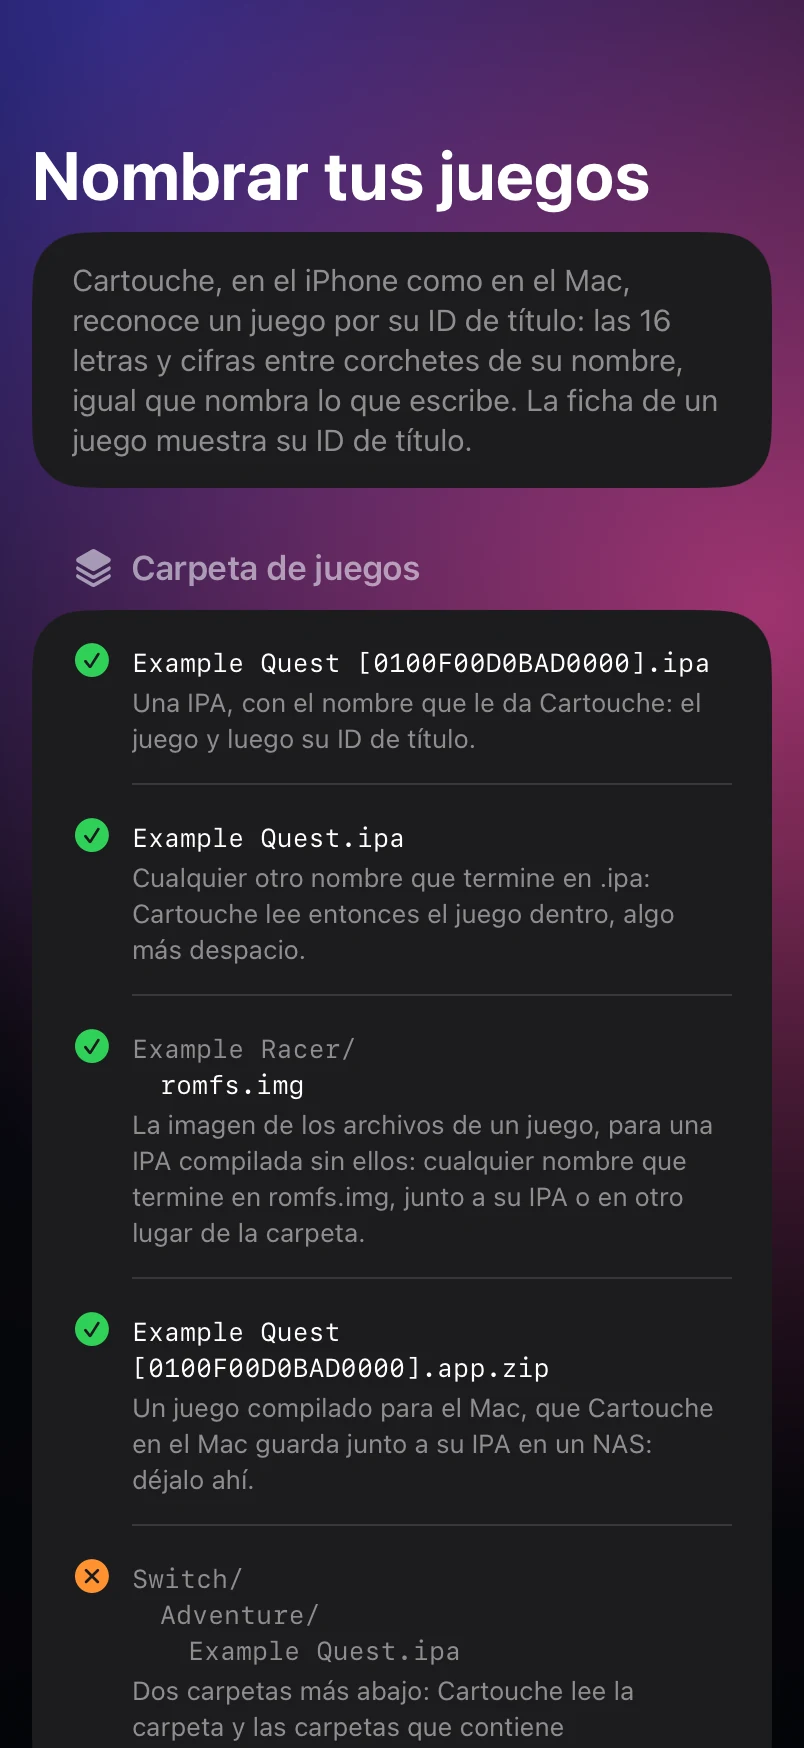 Nombrar tus juegos
Cartouche, en el iPhone como en el Mac,
reconoce un juego por su ID de título: las 16
letras y cifras entre corchetes de su nombre,
igual que nombra lo que escribe. La ficha de un
juego muestra su ID de título.
Carpeta de juegos
Example Quest [0100F00D0BAD0000].ipa
Una IPA, con el nombre que le da Cartouche: el
juego y luego su ID de título.
Example Quest.ipa
Cualquier otro nombre que termine en .ipa:
Cartouche lee entonces el juego dentro, algo
más despacio.
Example Racer/
romfs.img
La imagen de los archivos de un juego, para una
IPA compilada sin ellos: cualquier nombre que
termine en romfs.img, junto a su IPA o en otro
lugar de la carpeta.
Example Quest
[0100F00D0BAD0000].app.zip
Un juego compilado para el Mac, que Cartouche
en el Mac guarda junto a su IPA en un NAS:
déjalo ahí.
Switch/
Adventure/
Example Quest.ipa
Dos carpetas más abajo: Cartouche lee la
carpeta y las carpetas que contiene